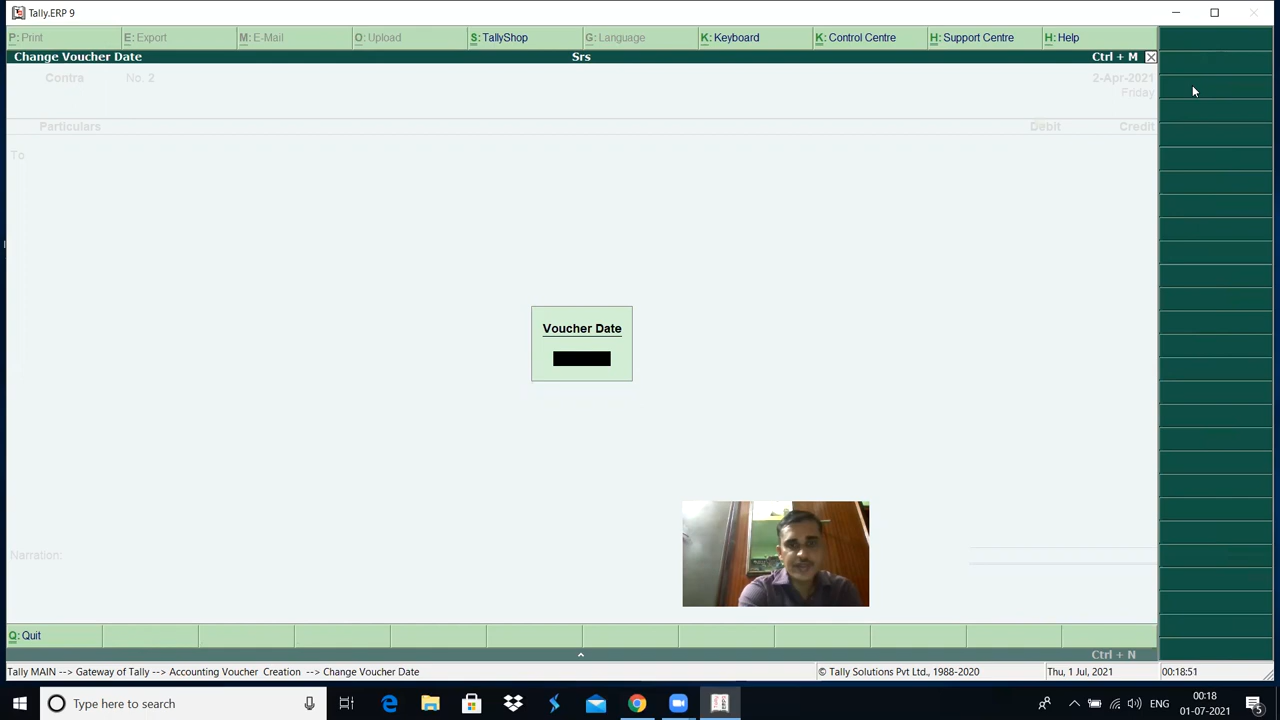 Tally.ERP 9
P: Print E: Export M: E-Mail O: Upload S: TallyShop G: Language K: Keyboard K: Control Centre H: Support Centre H: Help
Change Voucher Date Srs Ctrl + M
Contra No. 2 2-Apr-2021
Friday
Particulars Debit Credit
To
Voucher Date
Narration:
Q: Quit
Ctrl + N
Tally MAIN --> Gateway of Tally --> Accounting Voucher Creation --> Change Voucher Date © Tally Solutions Pvt Ltd., 1988-2020 Thu, 1 Jul, 2021 00:18:51
Type here to search ENG 00:18
01-07-2021 5